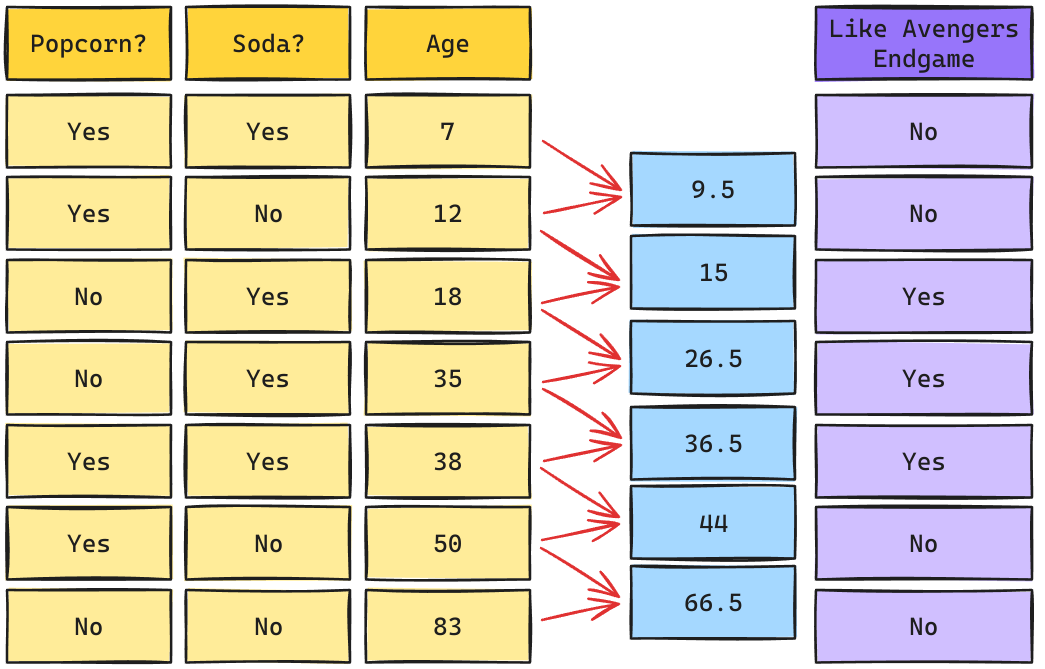 Popcorn? Soda? Age Like Avengers
Endgame
Yes Yes 7 No
9.5
Yes No 12 No
15
No Yes 18 Yes
26.5
No Yes 35 Yes
36.5
Yes Yes 38 Yes
44
Yes No 50 No
66.5
No No 83 No